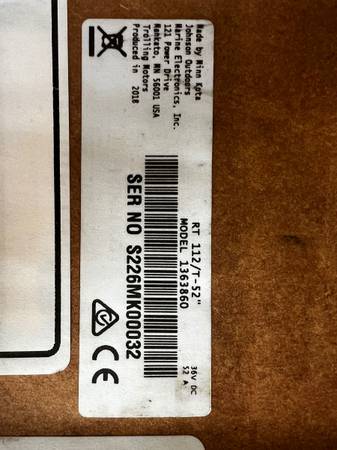 Made by Minn Kota
Johnson Outdoors
Marine Electronics, Inc.
121 Power Drive
Mankato, MN 56001 USA
Trolling Motors
Produced in 2018
RT 112/T-52"
MODEL 1363860
36V DC
52 A
SER NO S226MK00032
CE